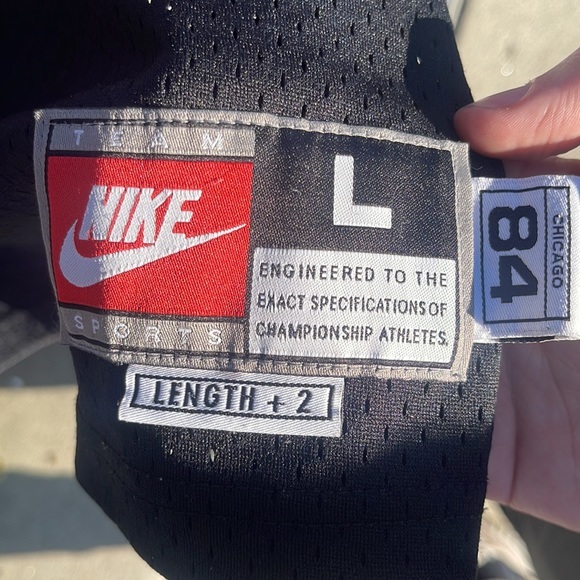 TEAM
NIKE
SPORTS
L
ENGINEERED TO THE
EXACT SPECIFICATIONS OF
CHAMPIONSHIP ATHLETES.
LENGTH + 2
CHICAGO
84